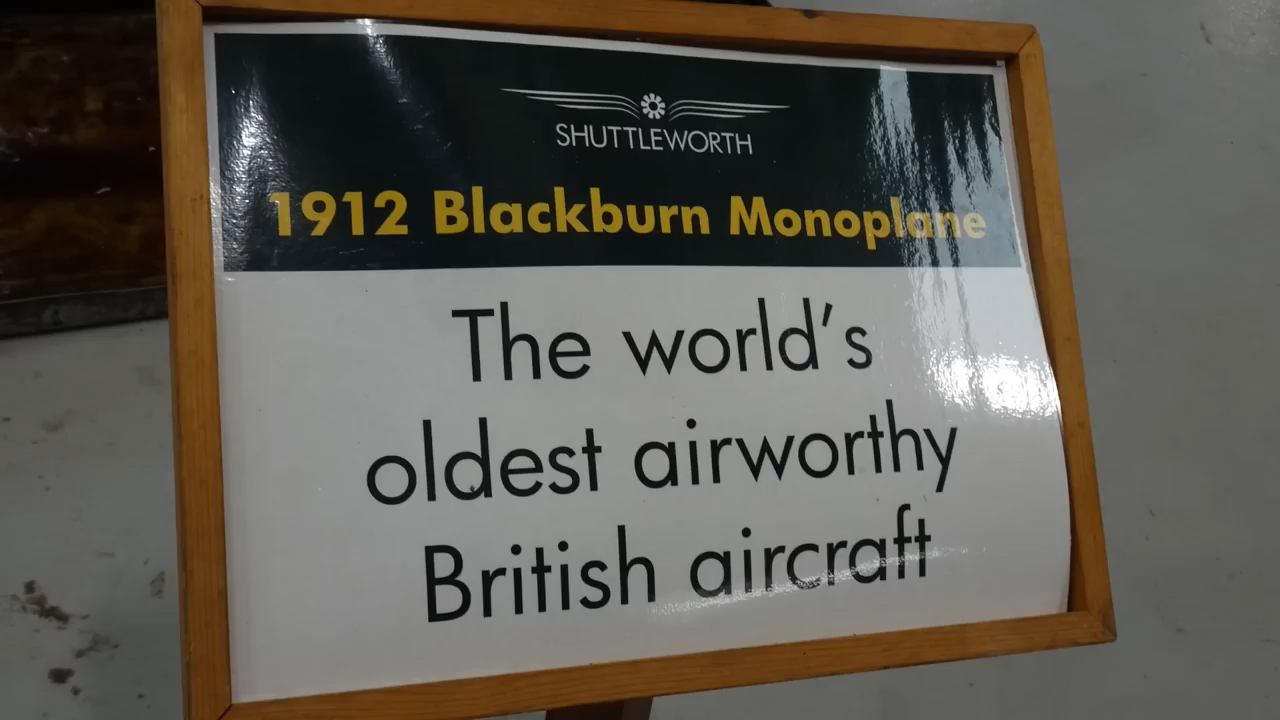 SHUTTLEWORTH
1912 Blackburn Monoplane
The world's
oldest airworthy
British aircraft